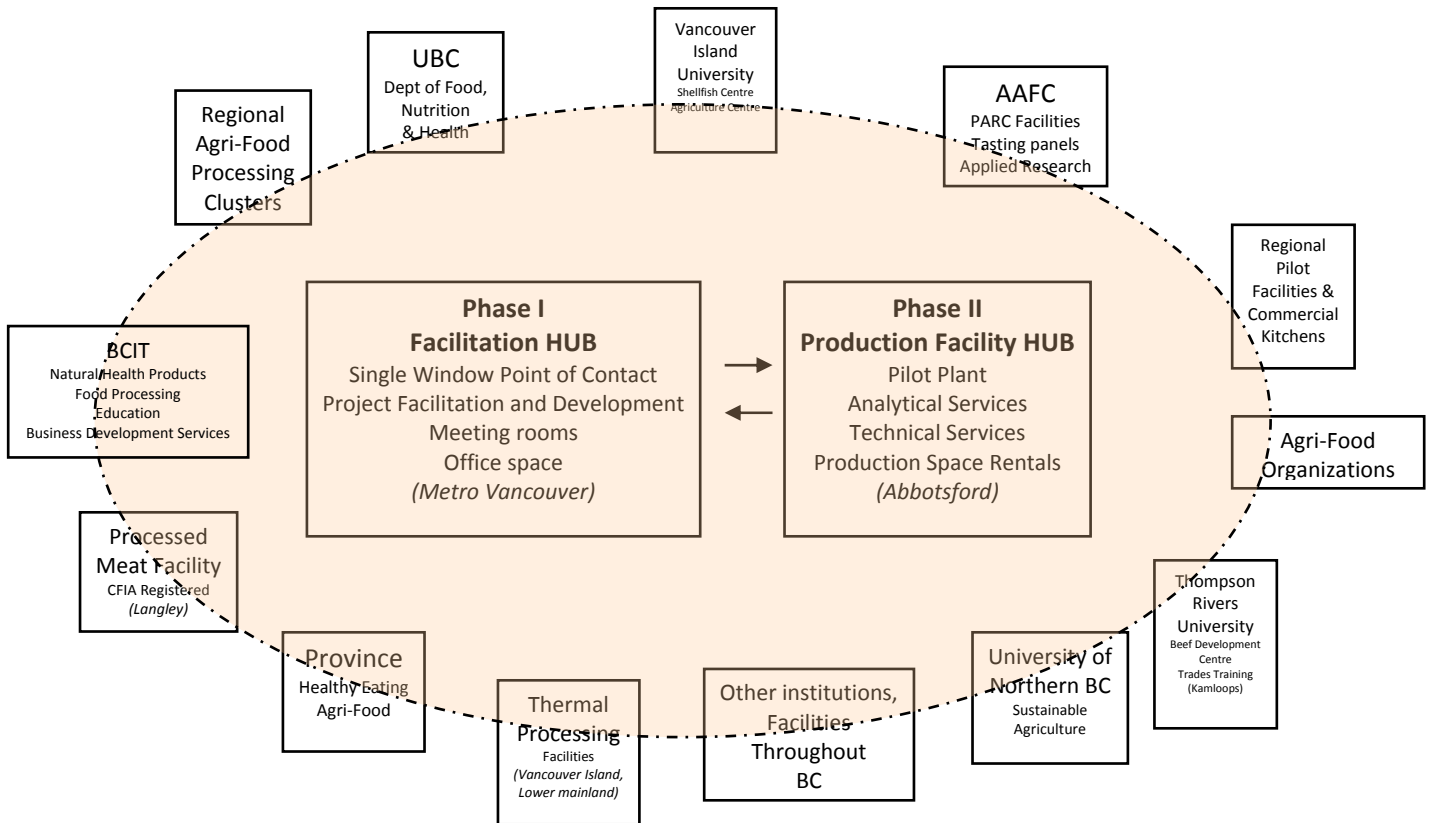 Vancouver
Island
University
Shellfish Centre
Agriculture Centre
UBC
Dept of Food,
Nutrition
& Health
AAFC
PARC Facilities
Tasting panels
Applied Research
Regional
Agri-Food
Processing
Clusters
Regional
Pilot
Facilities &
Commercial
Kitchens
Phase I
Facilitation HUB
Single Window Point of Contact
Project Facilitation and Development
Meeting rooms
Office space
(Metro Vancouver)
Phase II
Production Facility HUB
Pilot Plant
Analytical Services
Technical Services
Production Space Rentals
(Abbotsford)
BCIT
Natural Health Products
Food Processing
Education
Business Development Services
Agri-Food
Organizations
Processed
Meat Facility
CFIA Registered
(Langley)
Thompson
Rivers
University
Beef Development
Centre
Trades Training
(Kamloops)
Province
Healthy Eating
Agri-Food
University of
Northern BC
Sustainable
Agriculture
Thermal
Processing
Facilities
(Vancouver Island,
Lower mainland)
Other institutions,
Facilities
Throughout
BC